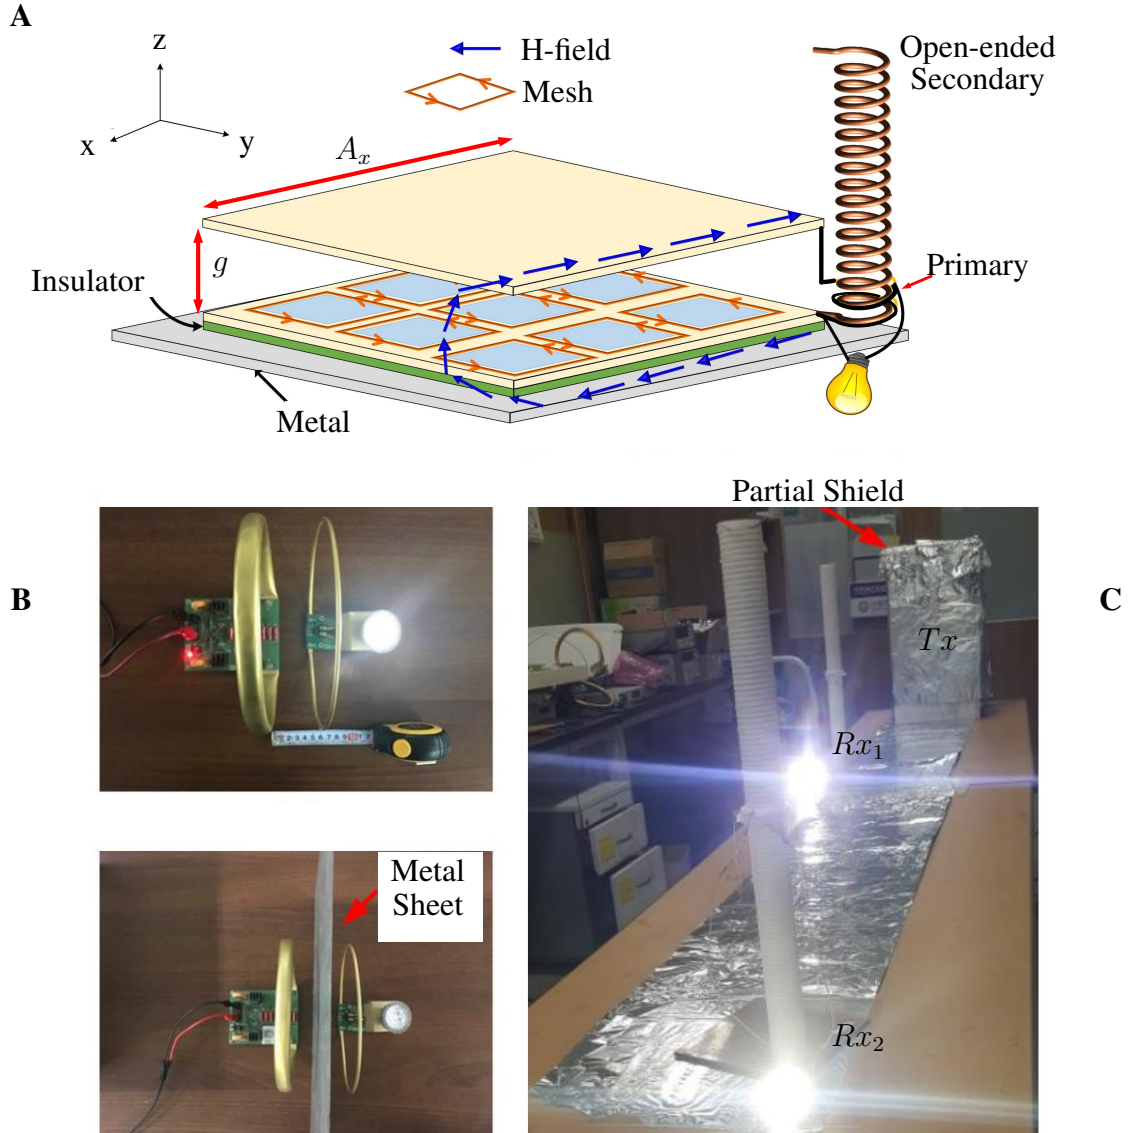 A
z
x
y
H-field
Mesh
Open-ended
Secondary
A_x
g
Insulator
Primary
Metal
Partial Shield
B
C
Tx
Rx_1
Metal
Sheet
Rx_2